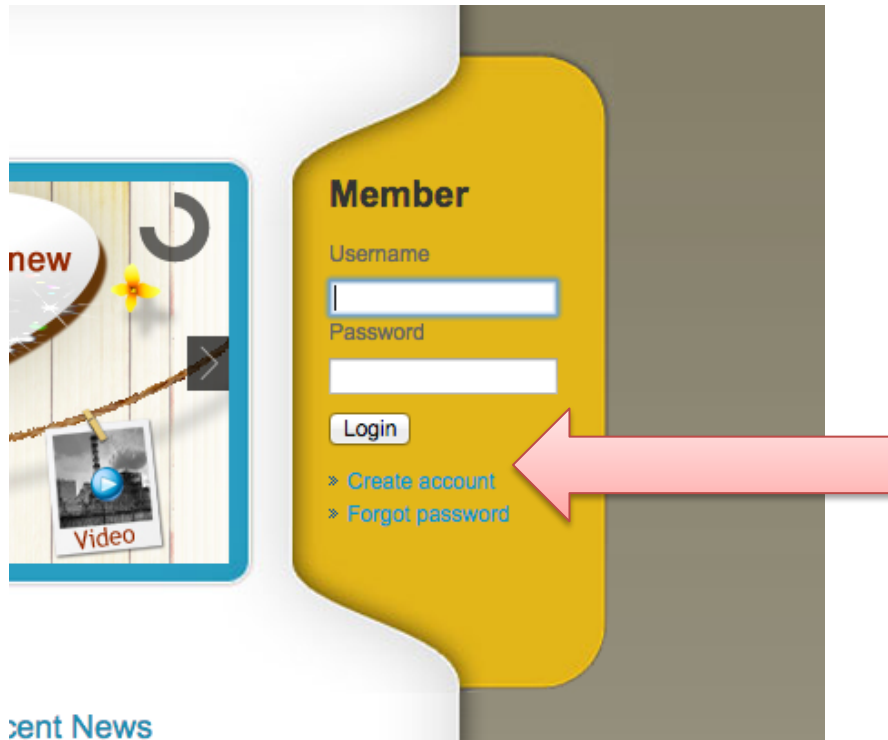 new
Video
Member
Username
Password
Login
» Create account
» Forgot password
cent News